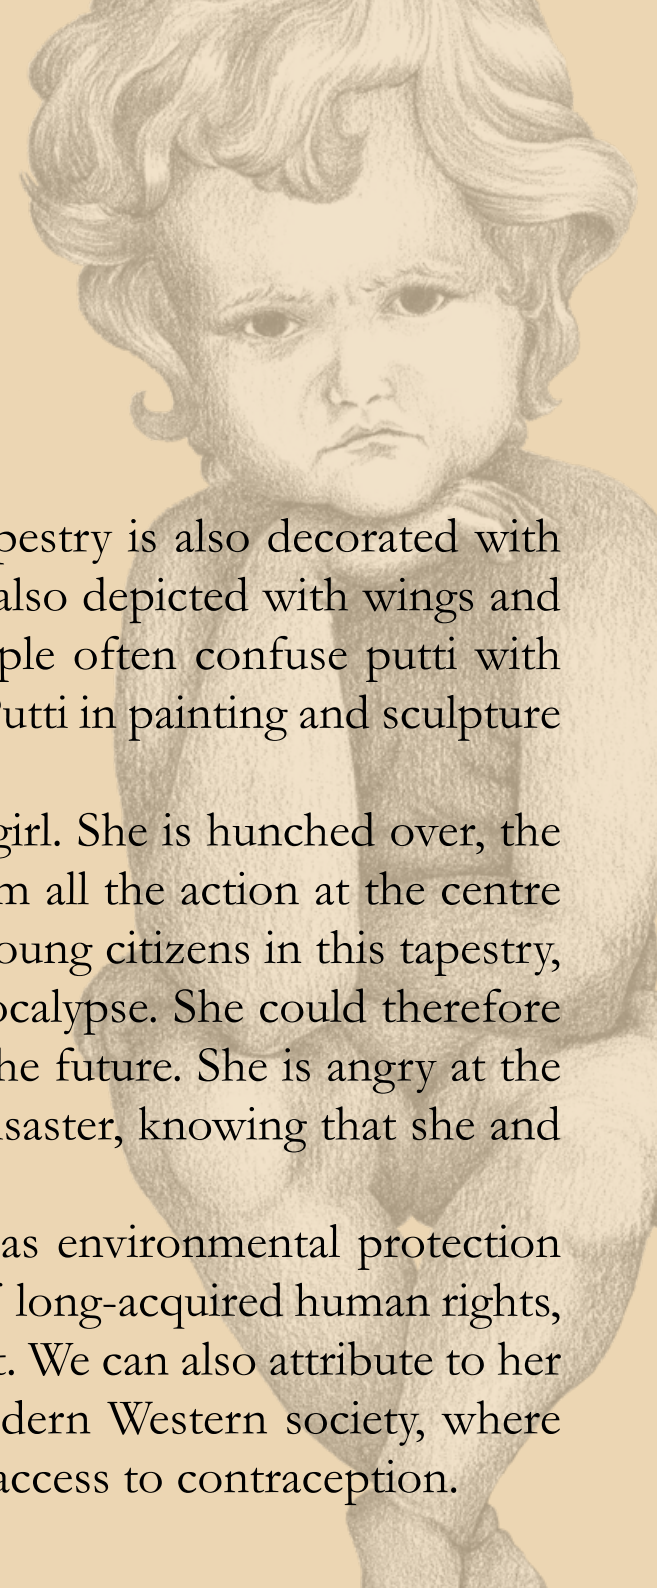 pestry is also decorated with
also depicted with wings and
ple often confuse putti with
Putti in painting and sculpture
girl. She is hunched over, the
m all the action at the centre
oung citizens in this tapestry,
ocalypse. She could therefore
he future. She is angry at the
isaster, knowing that she and
as environmental protection
long-acquired human rights,
t. We can also attribute to her
dern Western society, where
access to contraception.